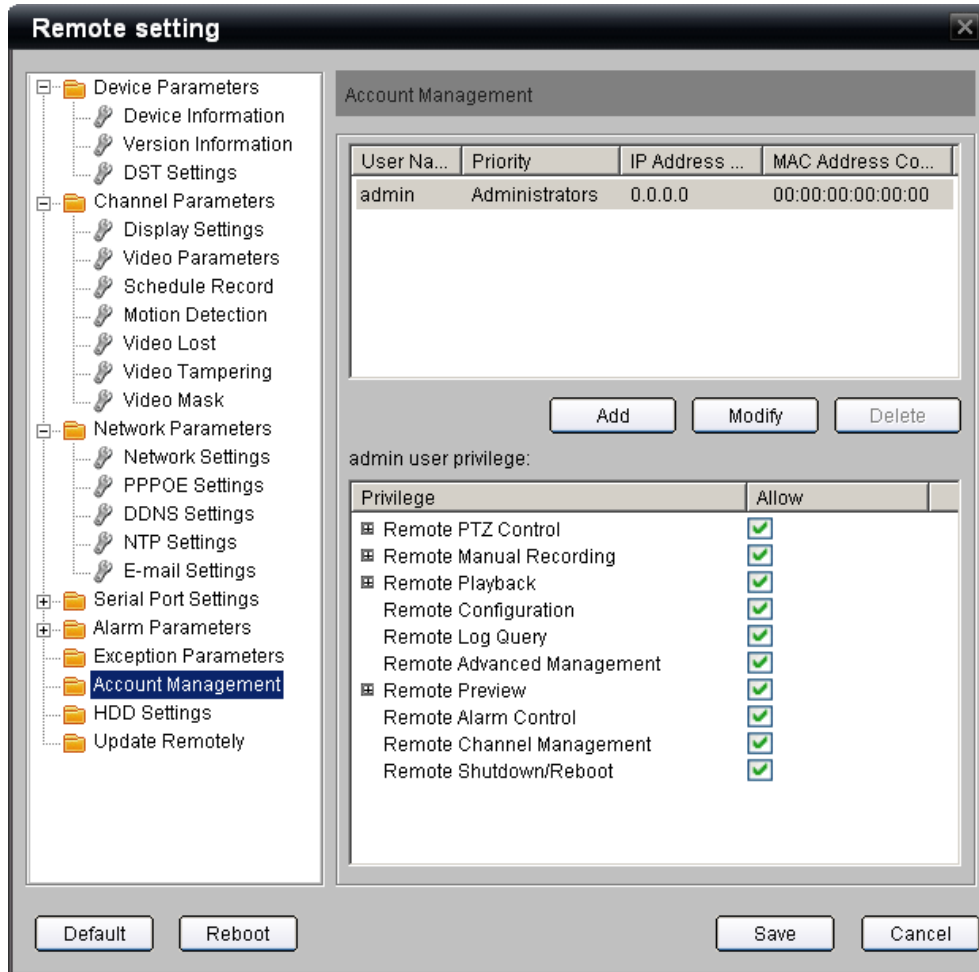 Remote setting
Device Parameters
Device Information
Version Information
DST Settings
Channel Parameters
Display Settings
Video Parameters
Schedule Record
Motion Detection
Video Lost
Video Tampering
Video Mask
Network Parameters
Network Settings
PPPOE Settings
DDNS Settings
NTP Settings
E-mail Settings
Serial Port Settings
Alarm Parameters
Exception Parameters
Account Management
HDD Settings
Update Remotely
Account Management
User Na... Priority IP Address ... MAC Address Co...
admin Administrators 0.0.0.0 00:00:00:00:00:00
Add Modify Delete
admin user privilege:
Privilege Allow
Remote PTZ Control
Remote Manual Recording
Remote Playback
Remote Configuration
Remote Log Query
Remote Advanced Management
Remote Preview
Remote Alarm Control
Remote Channel Management
Remote Shutdown/Reboot
Default Reboot Save Cancel